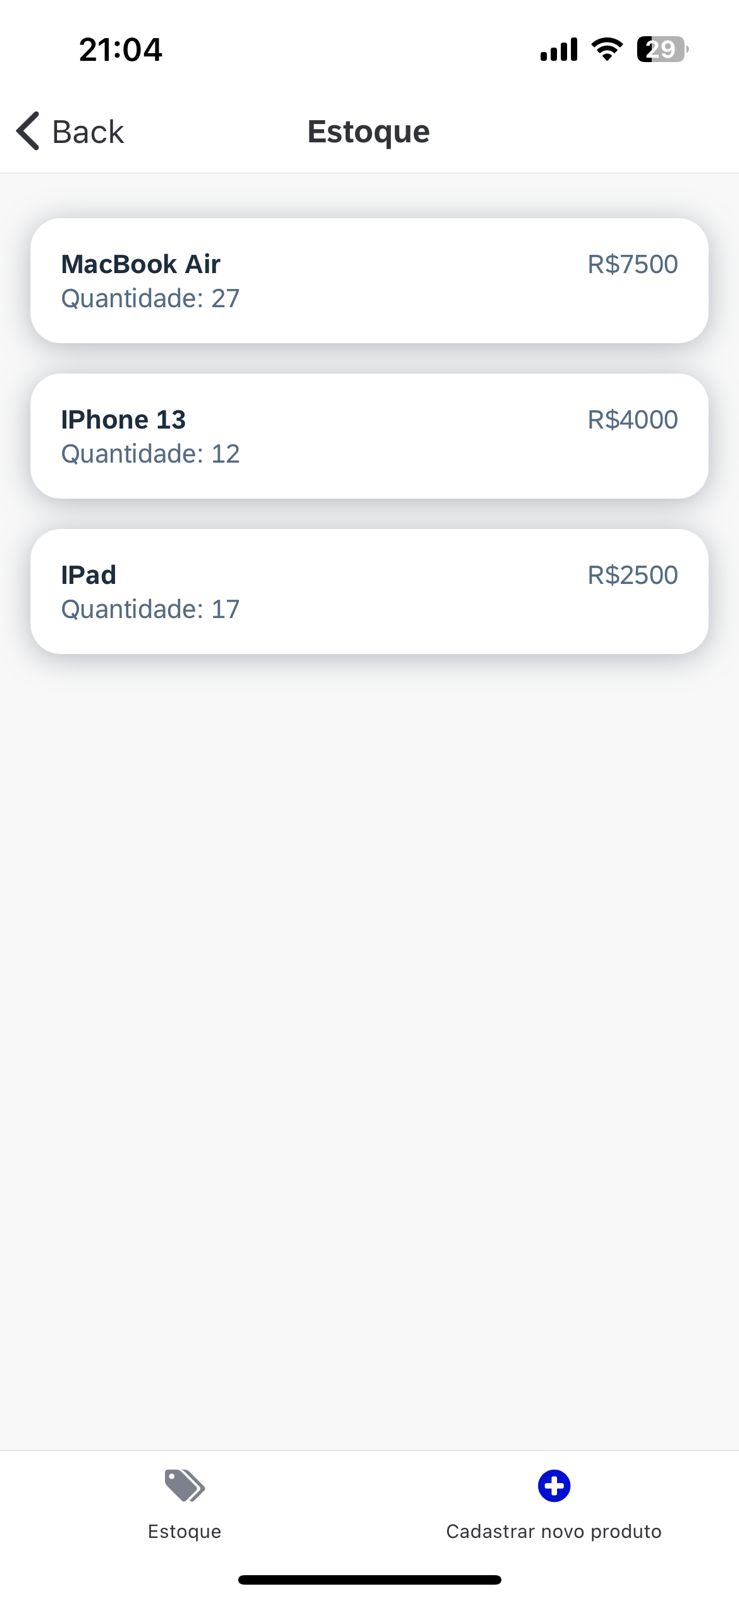 21:04
29
Back
Estoque
MacBook Air
R$7500
Quantidade: 27
IPhone 13
R$4000
Quantidade: 12
IPad
R$2500
Quantidade: 17
Estoque
Cadastrar novo produto